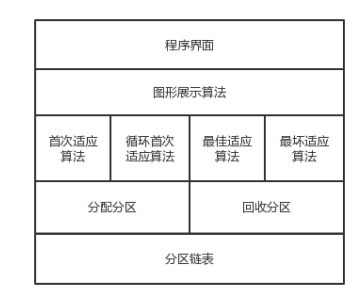 程序界面
图形展示算法
首次适应
算法
循环首次
适应算法
最佳适应
算法
最坏适应
算法
分配分区
回收分区
分区链表